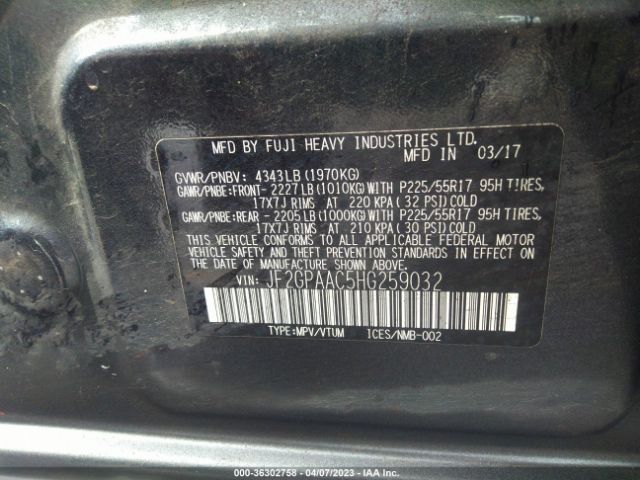 MFD BY FUJI HEAVY INDUSTRIES LTD.
MFD IN 03/17
GVWR/PNBV: 4343LB(1970KG)
GAWR/PNBE:FRONT-2227LB(1010KG)WITH P225/55R17 95H TIRES,
17X7J RIMS AT 220 KPA(32 PSI)COLD
GAWR/PNBE:REAR -2205LB(1000KG)WITH P225/55R17 95H TIRES,
17X7J RIMS AT 210 KPA(30 PSI)COLD
THIS VEHICLE CONFORMS TO ALL APPLICABLE FEDERAL MOTOR
VEHICLE SAFETY AND THEFT PREVENTION STANDARDS IN EFFECT ON
THE DATE OF MANUFACTURE SHOWN ABOVE.
VIN: JF2GPAAC5HG259032
TYPE:MPV/VTUM ICES/NMB-002
000-36302758 - 04/07/2023 - IAA Inc.